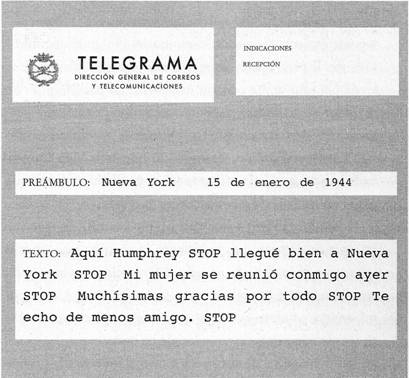 TELEGRAMA
DIRECCIÓN GENERAL DE CORREOS
Y TELECOMUNICACIONES
INDICACIONES
RECEPCIÓN
PREÁMBULO: Nueva York 15 de enero de 1944
TEXTO: Aquí Humphrey STOP llegué bien a Nueva
York STOP Mi mujer se reunió conmigo ayer
STOP Muchísimas gracias por todo STOP Te
echo de menos amigo. STOP